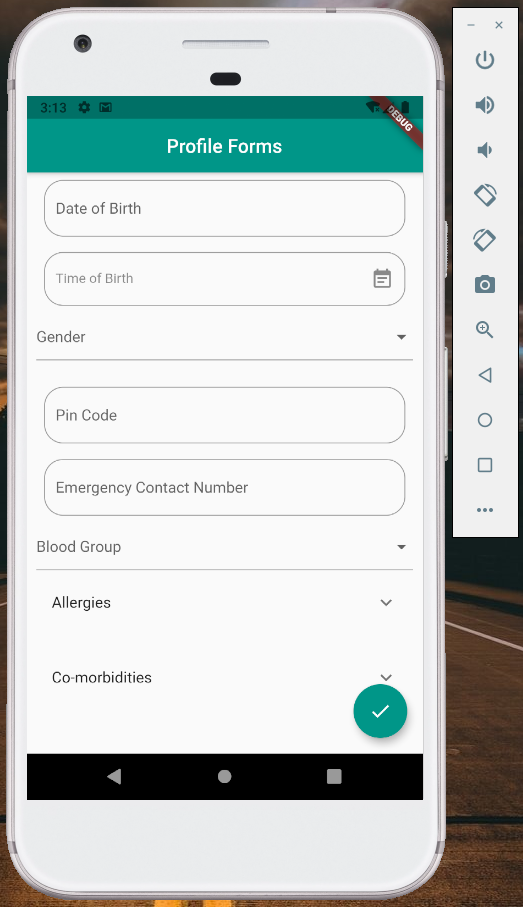 3:13
DEBUG
Profile Forms
Date of Birth
Time of Birth
Gender
Pin Code
Emergency Contact Number
Blood Group
Allergies
Co-morbidities